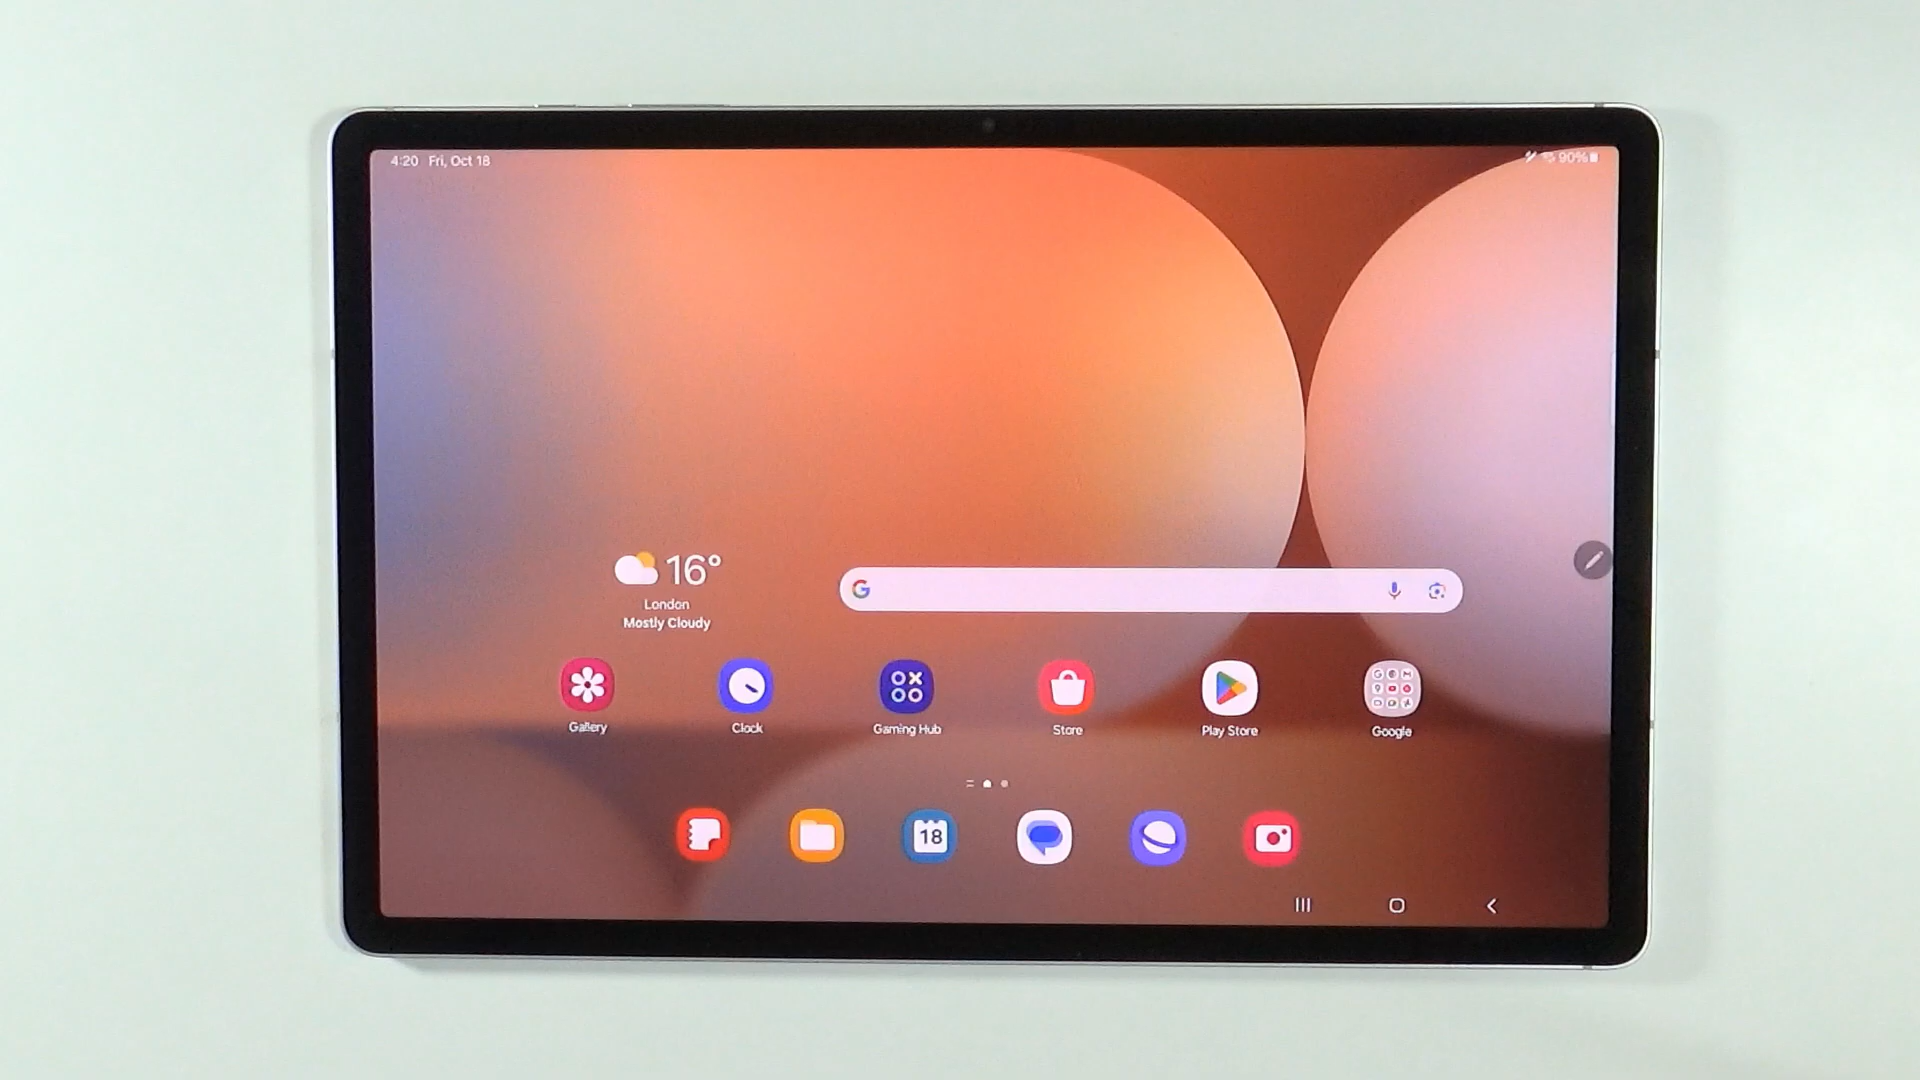 4:20 Fri, Oct 18
90%
16°
London
Mostly Cloudy
G
Gallery
Clock
Gaming Hub
Store
Play Store
Google
18